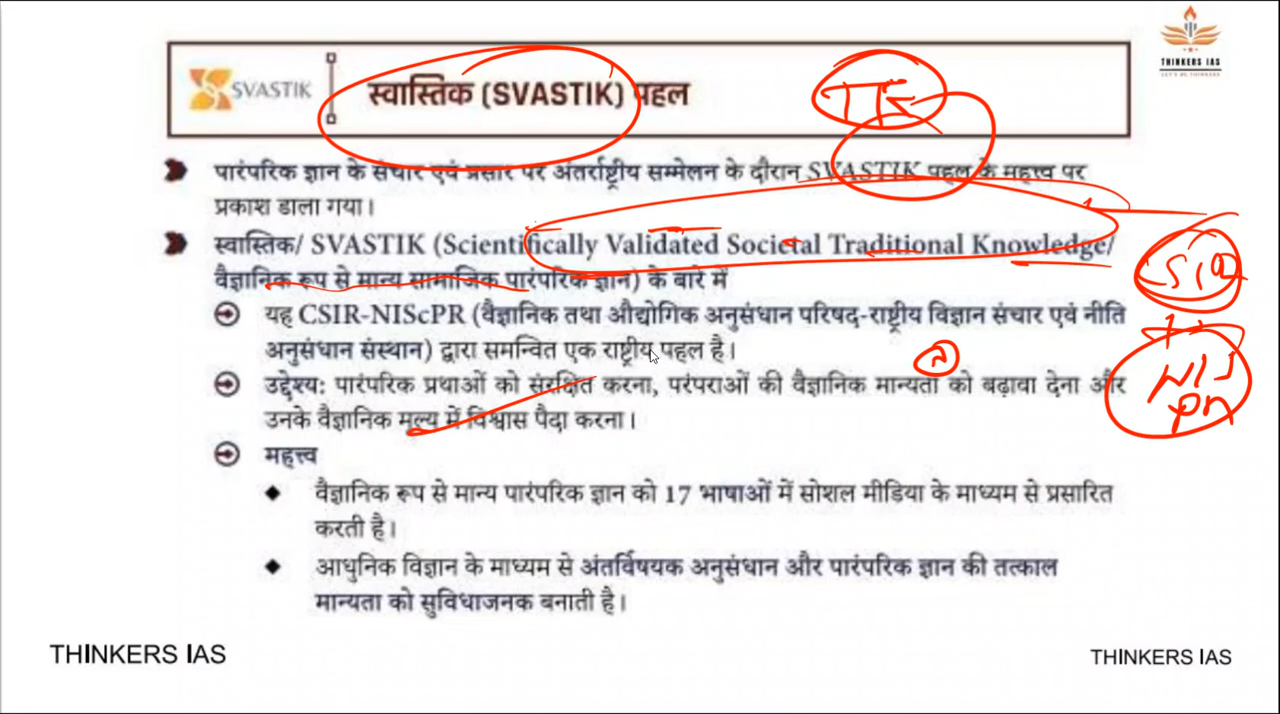 THINKERS IAS
LET'S BE THINKERS
SVASTIK
स्वास्तिक (SVASTIK) पहल
TK
पारंपरिक ज्ञान के संचार एवं प्रसार पर अंतर्राष्ट्रीय सम्मेलन के दौरान SVASTIK पहल के महत्त्व पर
प्रकाश डाला गया।
स्वास्तिक/ SVASTIK (Scientifically Validated Societal Traditional Knowledge/
वैज्ञानिक रूप से मान्य सामाजिक पारंपरिक ज्ञान) के बारे में
यह CSIR-NIScPR (वैज्ञानिक तथा औद्योगिक अनुसंधान परिषद-राष्ट्रीय विज्ञान संचार एवं नीति
अनुसंधान संस्थान) द्वारा समन्वित एक राष्ट्रीय पहल है।
उद्देश्य: पारंपरिक प्रथाओं को संरक्षित करना, परंपराओं की वैज्ञानिक मान्यता को बढ़ावा देना और
उनके वैज्ञानिक मूल्य में विश्वास पैदा करना।
महत्त्व
वैज्ञानिक रूप से मान्य पारंपरिक ज्ञान को 17 भाषाओं में सोशल मीडिया के माध्यम से प्रसारित
करती है।
आधुनिक विज्ञान के माध्यम से अंतर्विषयक अनुसंधान और पारंपरिक ज्ञान की तत्काल
मान्यता को सुविधाजनक बनाती है।
THINKERS IAS
THINKERS IAS